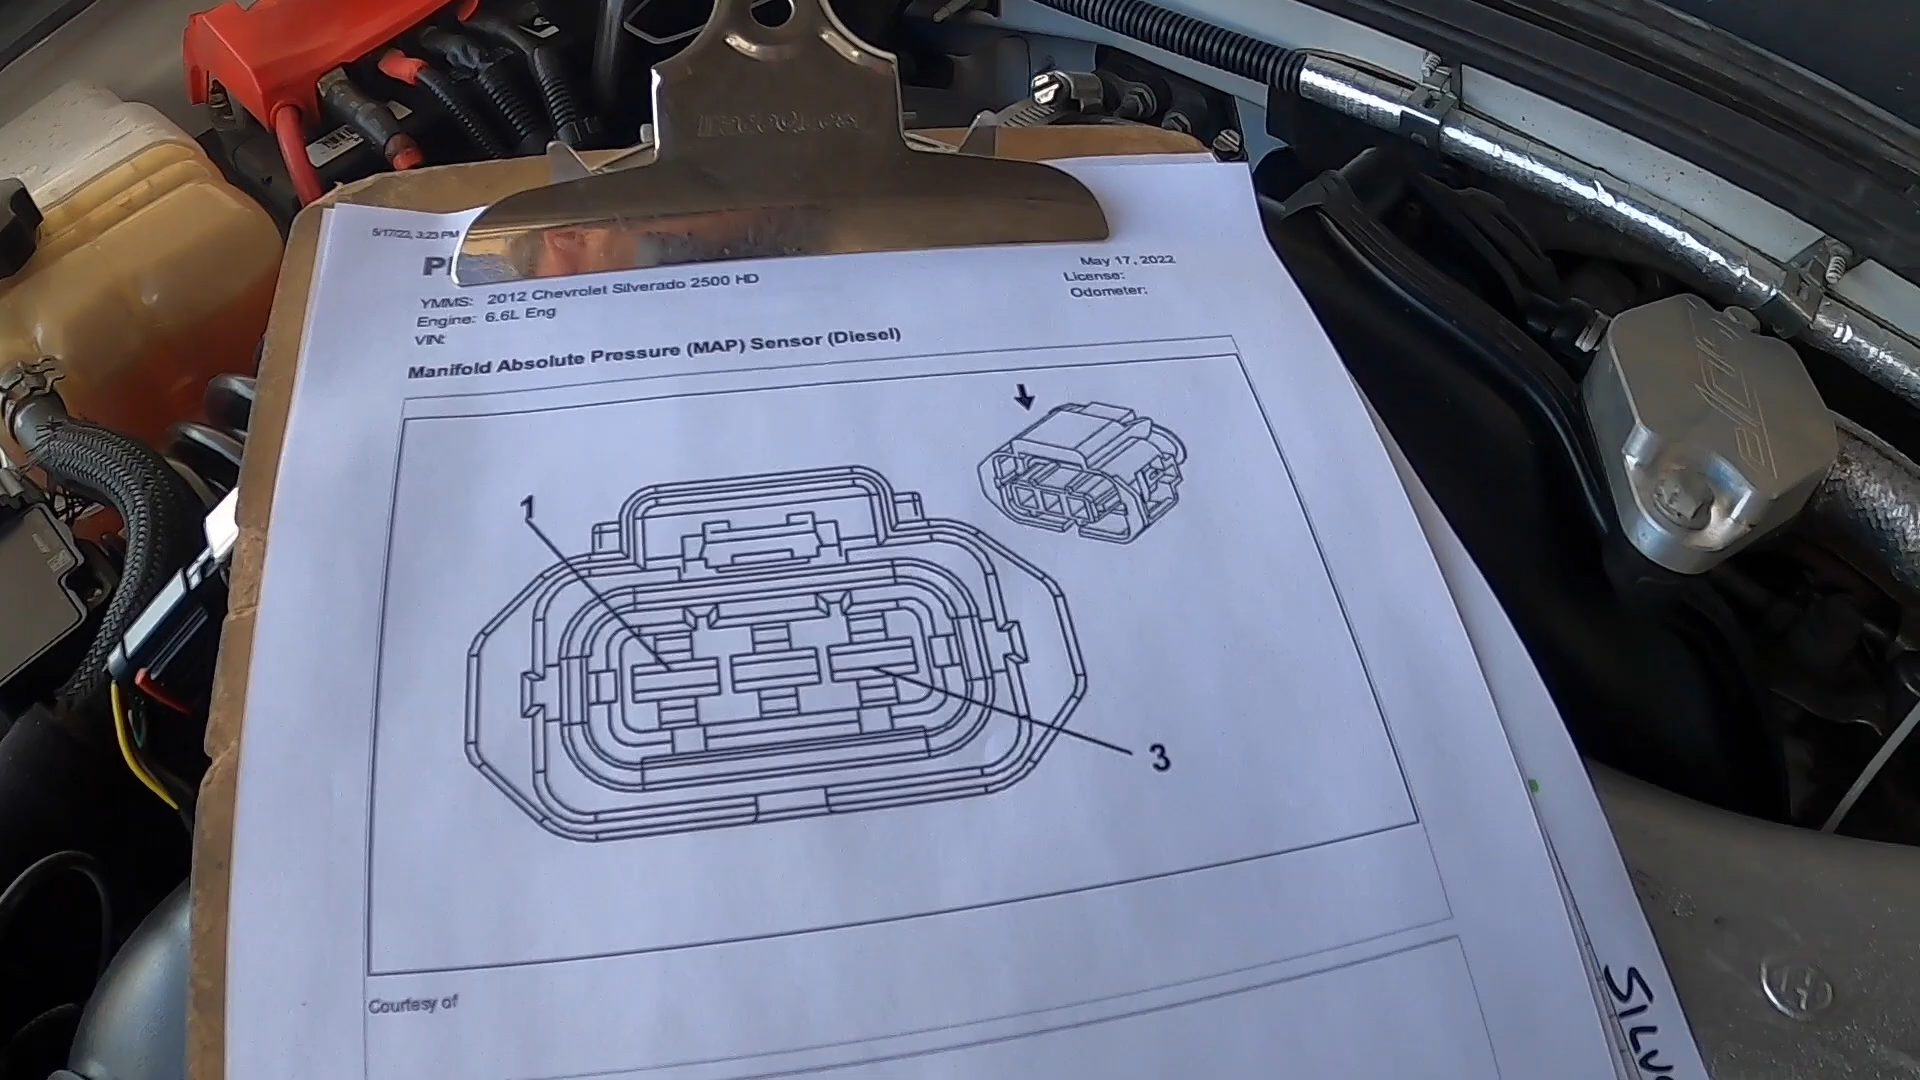 5/17/22, 3:23 PM
May 17, 2022
YMMS: 2012 Chevrolet Silverado 2500 HD
License:
Engine: 6.6L Eng
Odometer:
VIN:
Manifold Absolute Pressure (MAP) Sensor (Diesel)
1
3
Courtesy of